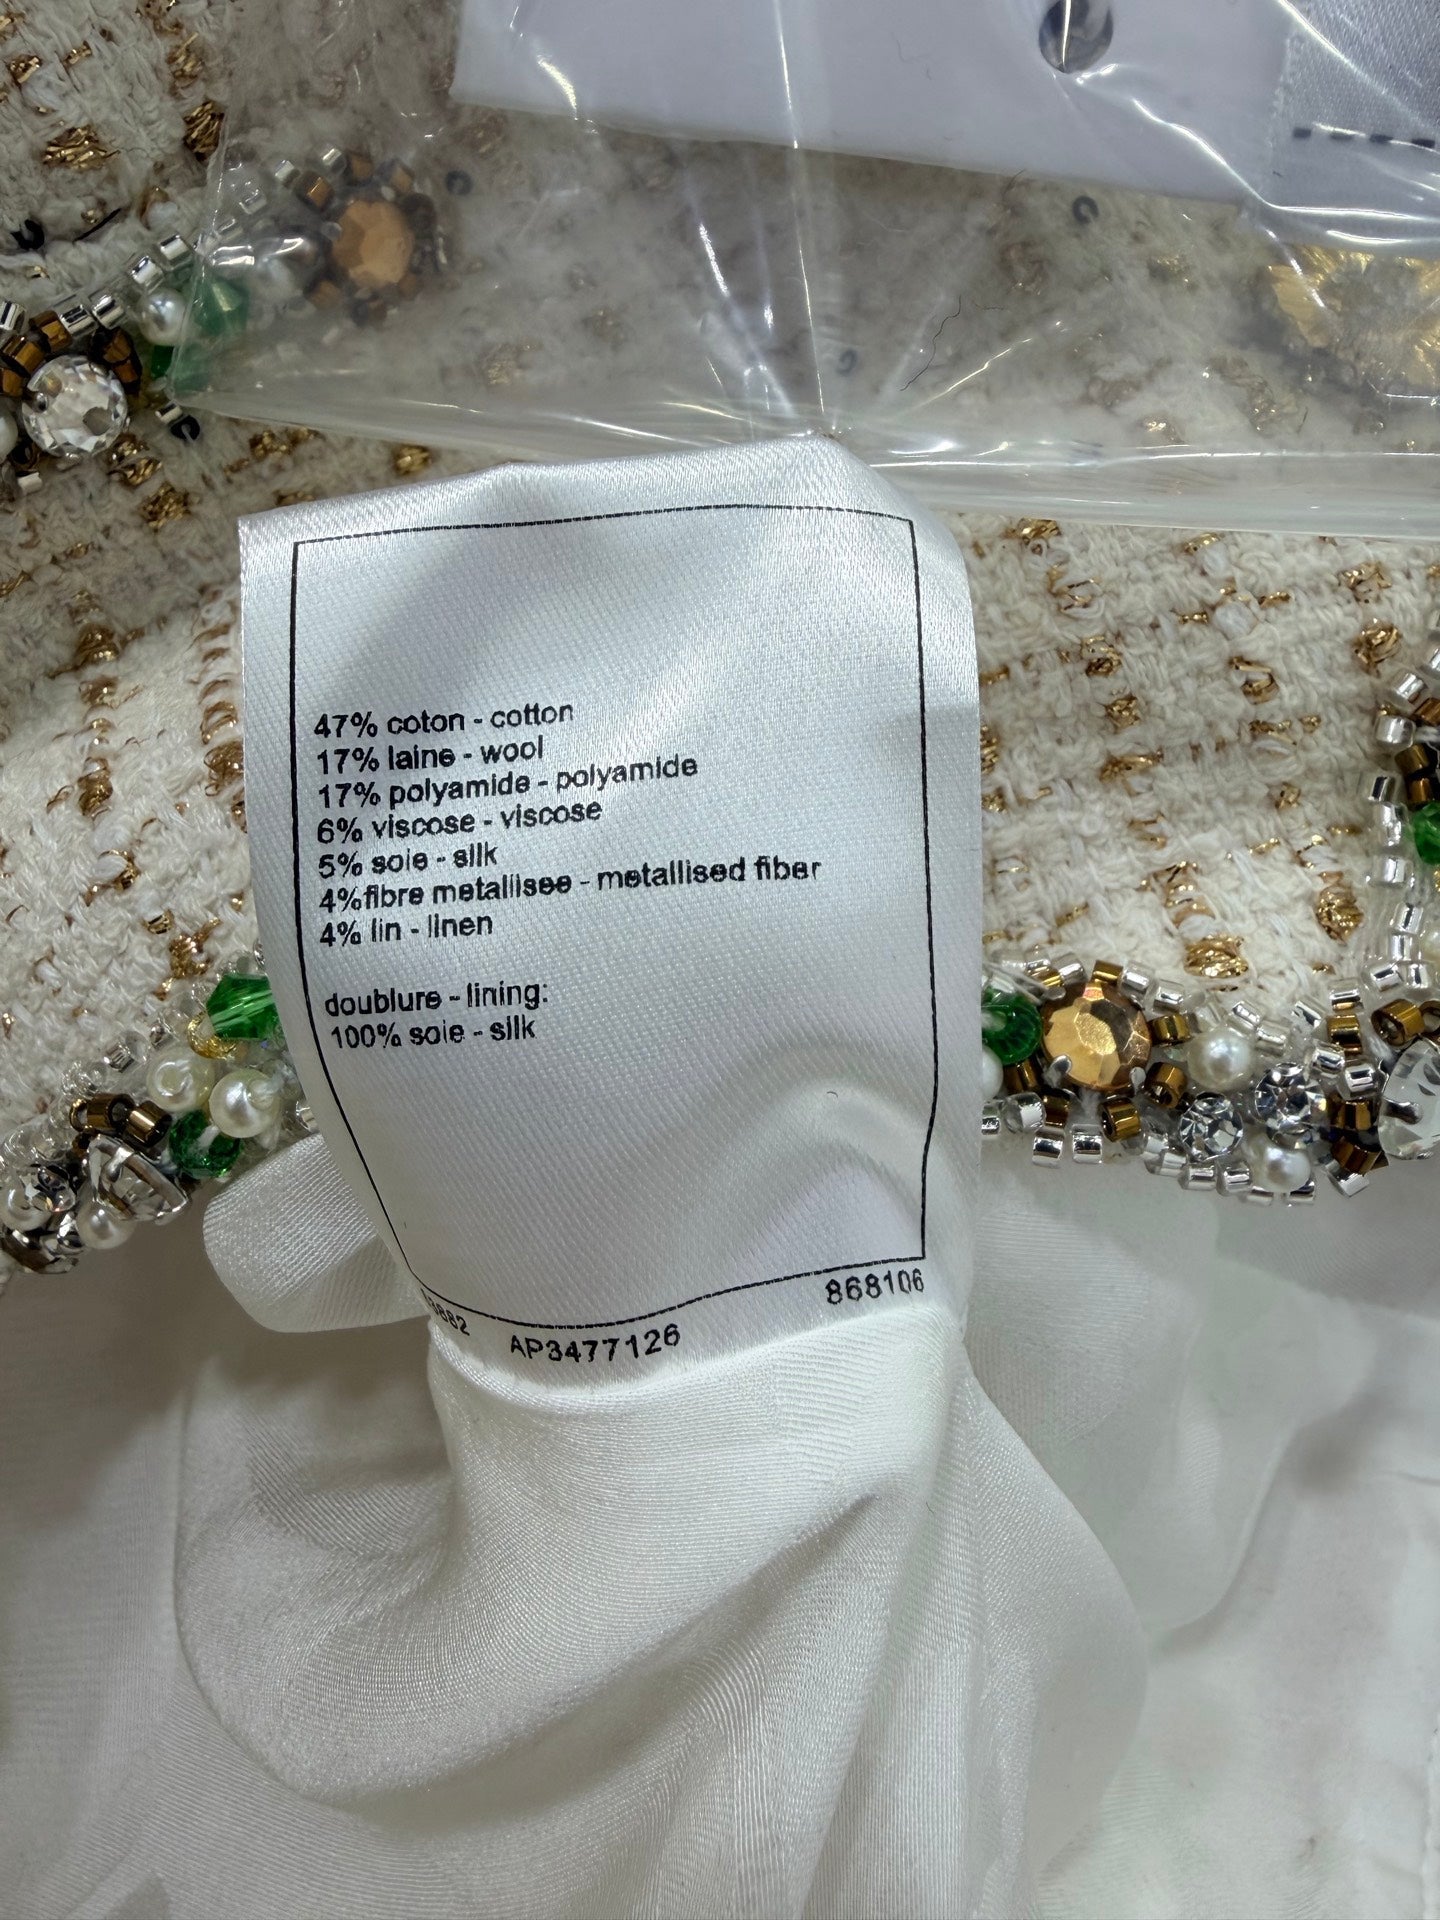 47% coton - cotton
17% laine - wool
17% polyamide - polyamide
6% viscose - viscose
5% soie - silk
4%fibre metallisee - metallised fiber
4% lin - linen
doublure - lining:
100% soie - silk
AP3477126
868106